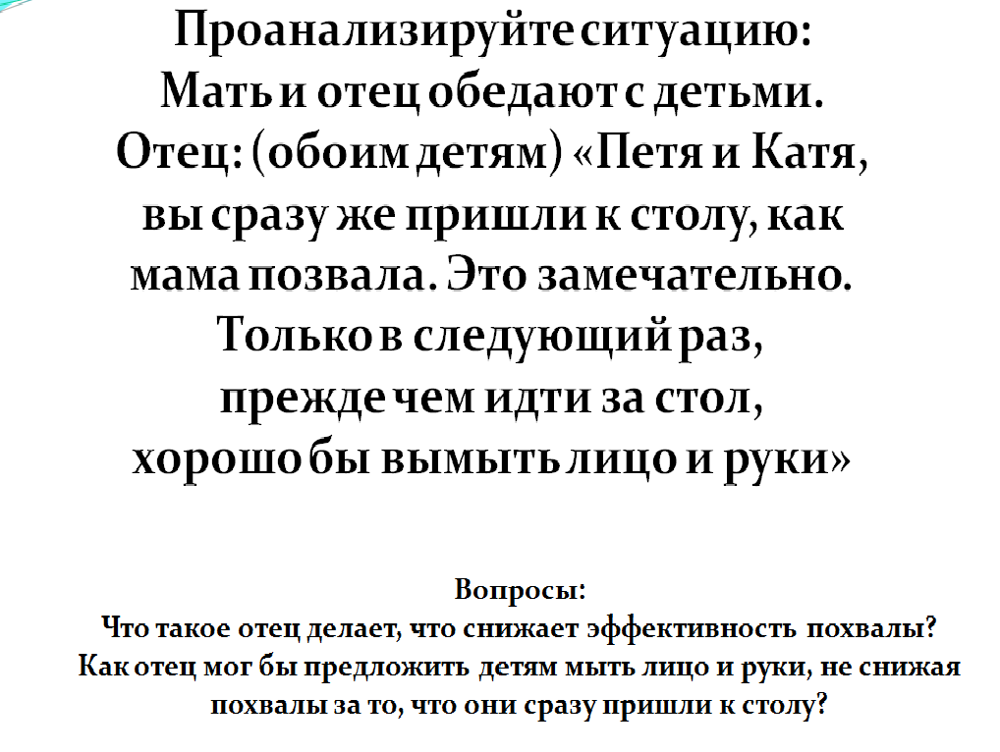 Проанализируйте ситуацию:
Мать и отец обедают с детьми.
Отец: (обоим детям) «Петя и Катя,
вы сразу же пришли к столу, как
мама позвала. Это замечательно.
Только в следующий раз,
прежде чем идти за стол,
хорошо бы вымыть лицо и руки»
Вопросы:
Что такое отец делает, что снижает эффективность похвалы?
Как отец мог бы предложить детям мыть лицо и руки, не снижая
похвалы за то, что они сразу пришли к столу?